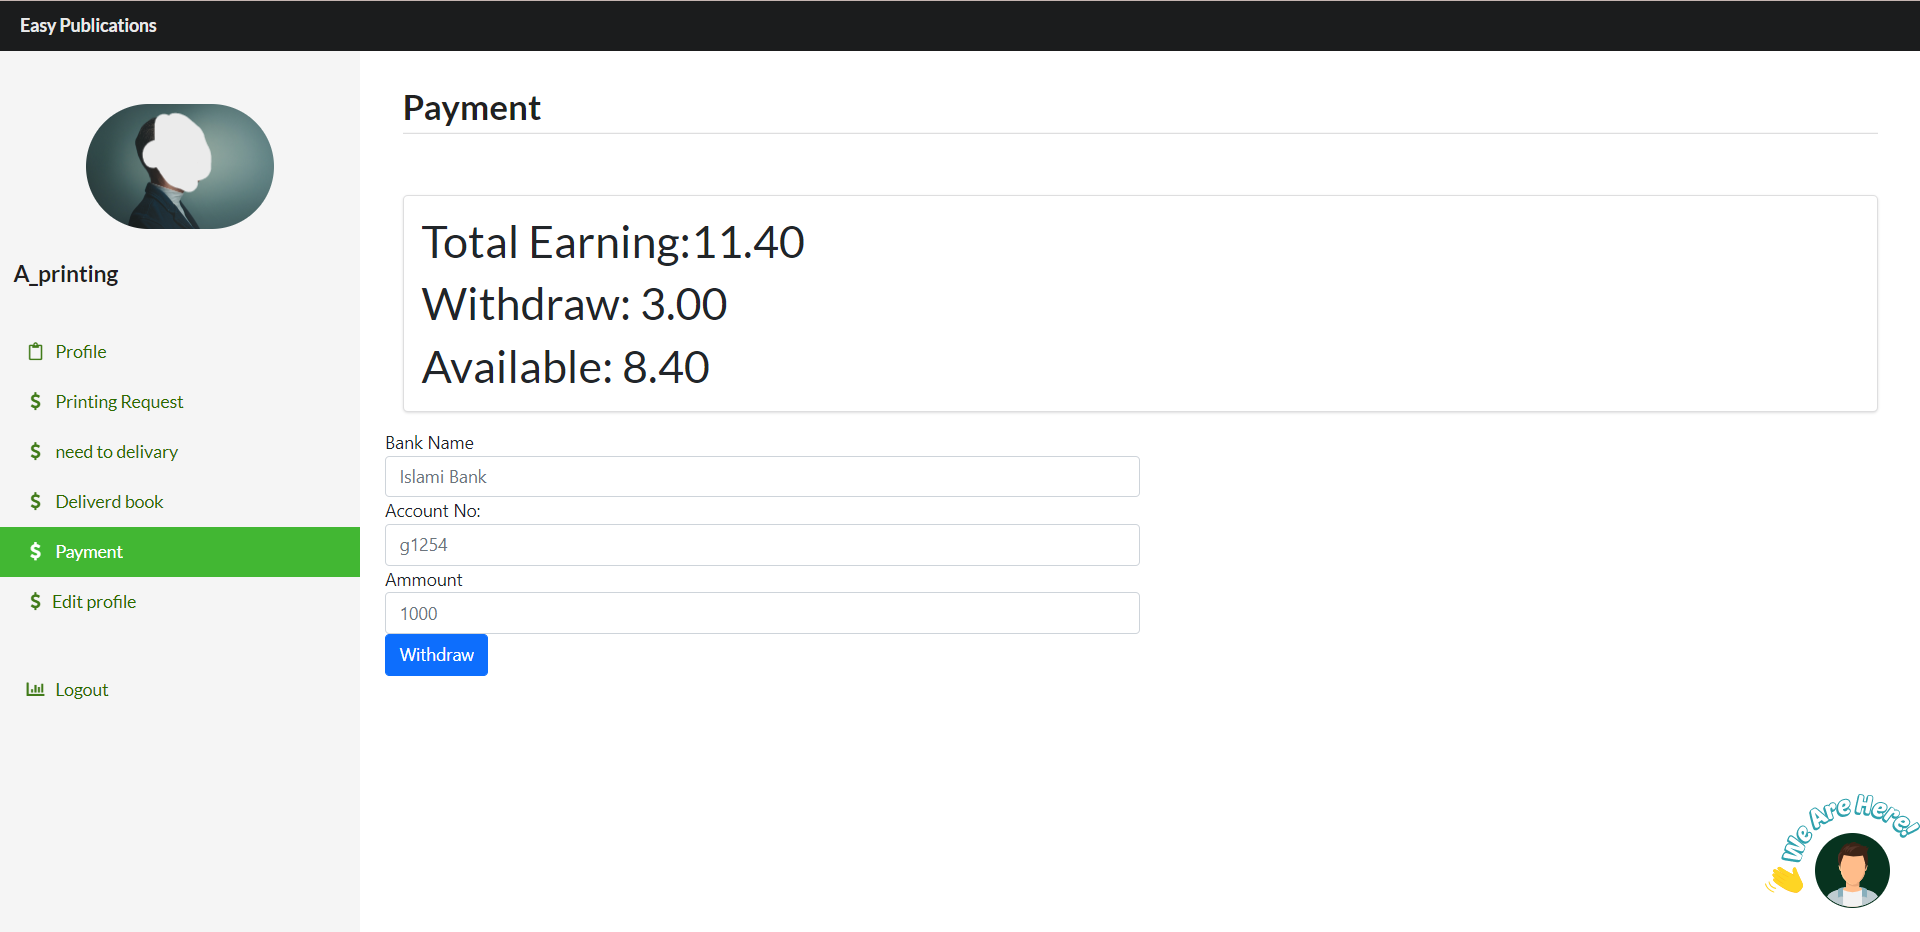 Easy Publications
A_printing
Profile
Printing Request
need to delivary
Deliverd book
Payment
Edit profile
Logout
Payment
Total Earning:11.40
Withdraw: 3.00
Available: 8.40
Bank Name
Islami Bank
Account No:
g1254
Ammount
1000
Withdraw
We Are Here!